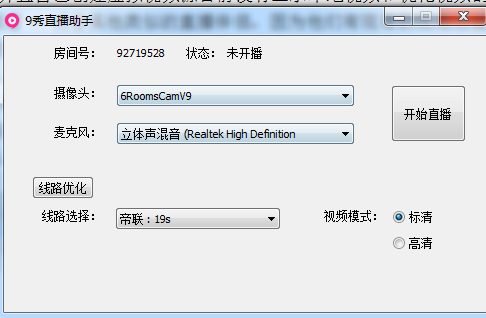 9秀直播助手
房间号： 92719528 状态： 未开播
摄像头： 6RoomsCamV9
开始直播
麦克风： 立体声混音 (Realtek High Definition
线路优化
线路选择： 帝联：19s 视频模式： 标清
高清